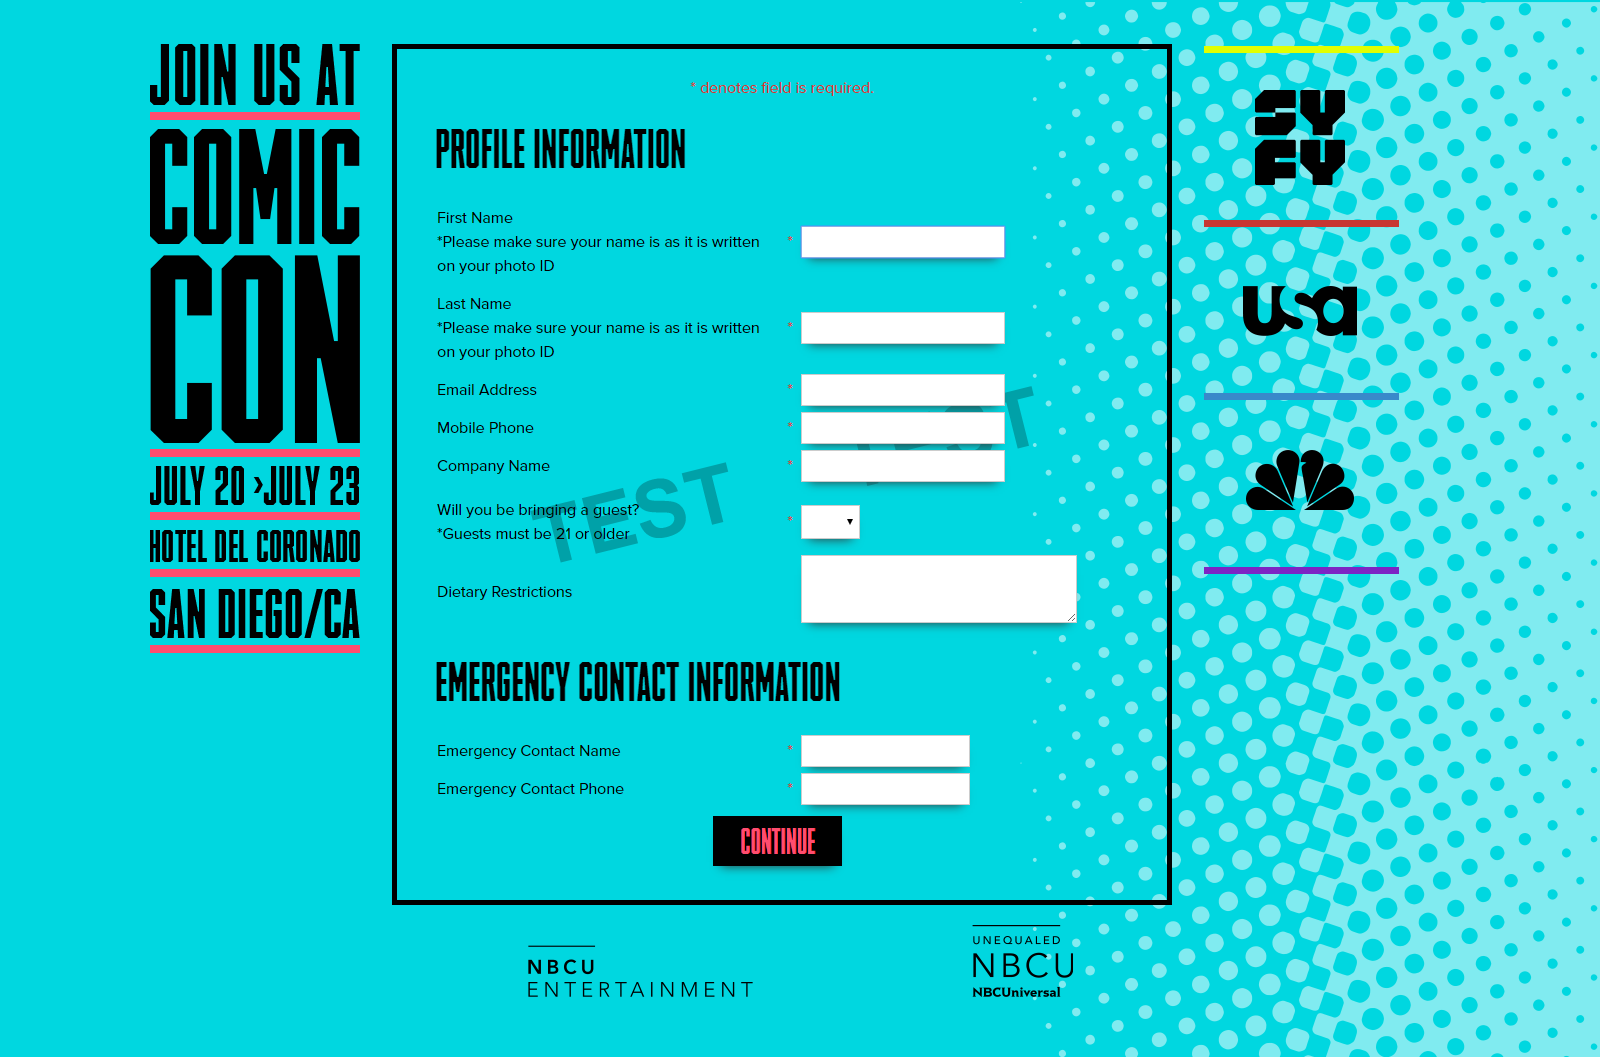 JOIN US AT
COMIC
CON
JULY 20 >JULY 23
HOTEL DEL CORONADO
SAN DIEGO/CA
* denotes field is required.
PROFILE INFORMATION
First Name
*Please make sure your name is as it is written
on your photo ID
*
Last Name
*Please make sure your name is as it is written
on your photo ID
*
Email Address *
Mobile Phone *
Company Name *
Will you be bringing a guest?
*Guests must be 21 or older
*
Dietary Restrictions
TEST
TEST
EMERGENCY CONTACT INFORMATION
Emergency Contact Name *
Emergency Contact Phone *
CONTINUE
SY
FY
usa
NBCU
ENTERTAINMENT
UNEQUALED
NBCU
NBCUniversal